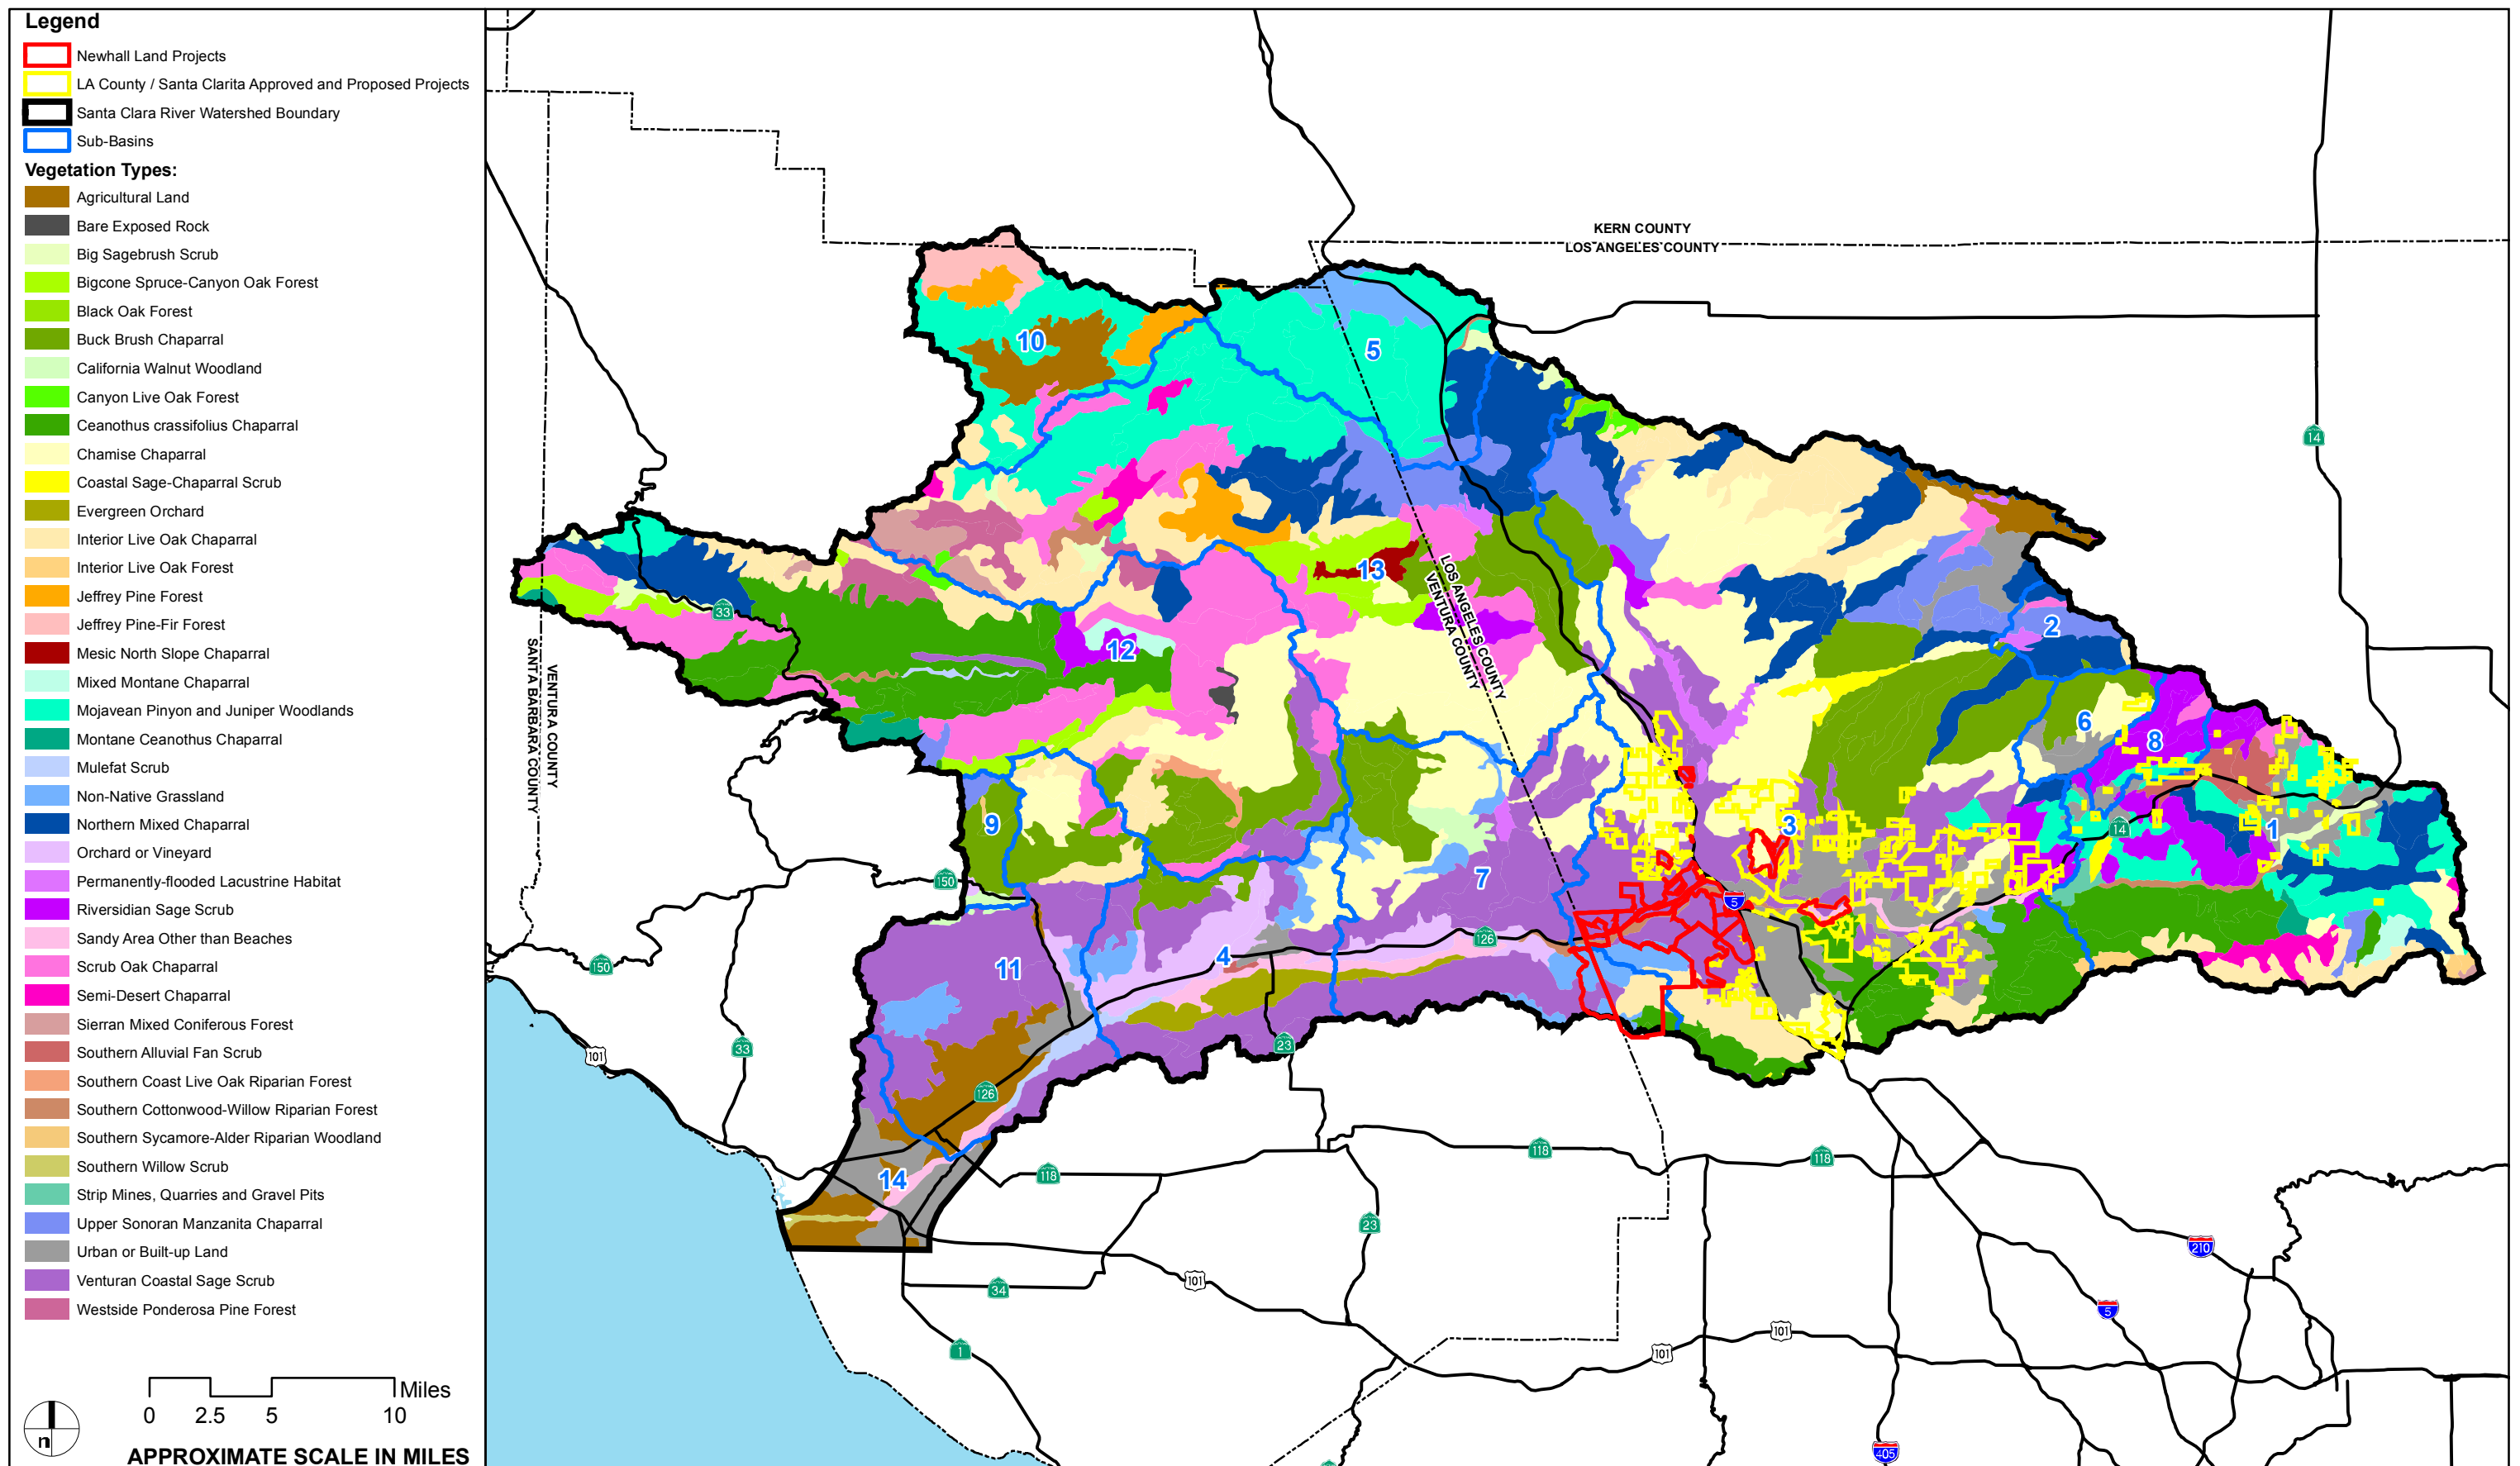 Legend
Newhall Land Projects
LA County / Santa Clarita Approved and Proposed Projects
Santa Clara River Watershed Boundary
Sub-Basins
Vegetation Types:
Agricultural Land
Bare Exposed Rock
Big Sagebrush Scrub
Bigcone Spruce-Canyon Oak Forest
Black Oak Forest
Buck Brush Chaparral
California Walnut Woodland
Canyon Live Oak Forest
Ceanothus crassifolius Chaparral
Chamise Chaparral
Coastal Sage-Chaparral Scrub
Evergreen Orchard
Interior Live Oak Chaparral
Interior Live Oak Forest
Jeffrey Pine Forest
Jeffrey Pine-Fir Forest
Mesic North Slope Chaparral
Mixed Montane Chaparral
Mojavean Pinyon and Juniper Woodlands
Montane Ceanothus Chaparral
Mulefat Scrub
Non-Native Grassland
Northern Mixed Chaparral
Orchard or Vineyard
Permanently-flooded Lacustrine Habitat
Riversidian Sage Scrub
Sandy Area Other than Beaches
Scrub Oak Chaparral
Semi-Desert Chaparral
Sierran Mixed Coniferous Forest
Southern Alluvial Fan Scrub
Southern Coast Live Oak Riparian Forest
Southern Cottonwood-Willow Riparian Forest
Southern Sycamore-Alder Riparian Woodland
Southern Willow Scrub
Strip Mines, Quarries and Gravel Pits
Upper Sonoran Manzanita Chaparral
Urban or Built-up Land
Venturan Coastal Sage Scrub
Westside Ponderosa Pine Forest
Miles
0 2.5 5 10
n
APPROXIMATE SCALE IN MILES
KERN COUNTY
LOS ANGELES COUNTY
10
5
14
13
33
LOS ANGELES COUNTY
VENTURA COUNTY
2
12
VENTURA COUNTY
SANTA BARBARA COUNTY
6
8
9
3
14
1
150
7
5
126
4
11
150
33
101
23
126
14
118
118
118
23
210
34
101
5
101
101
1
405